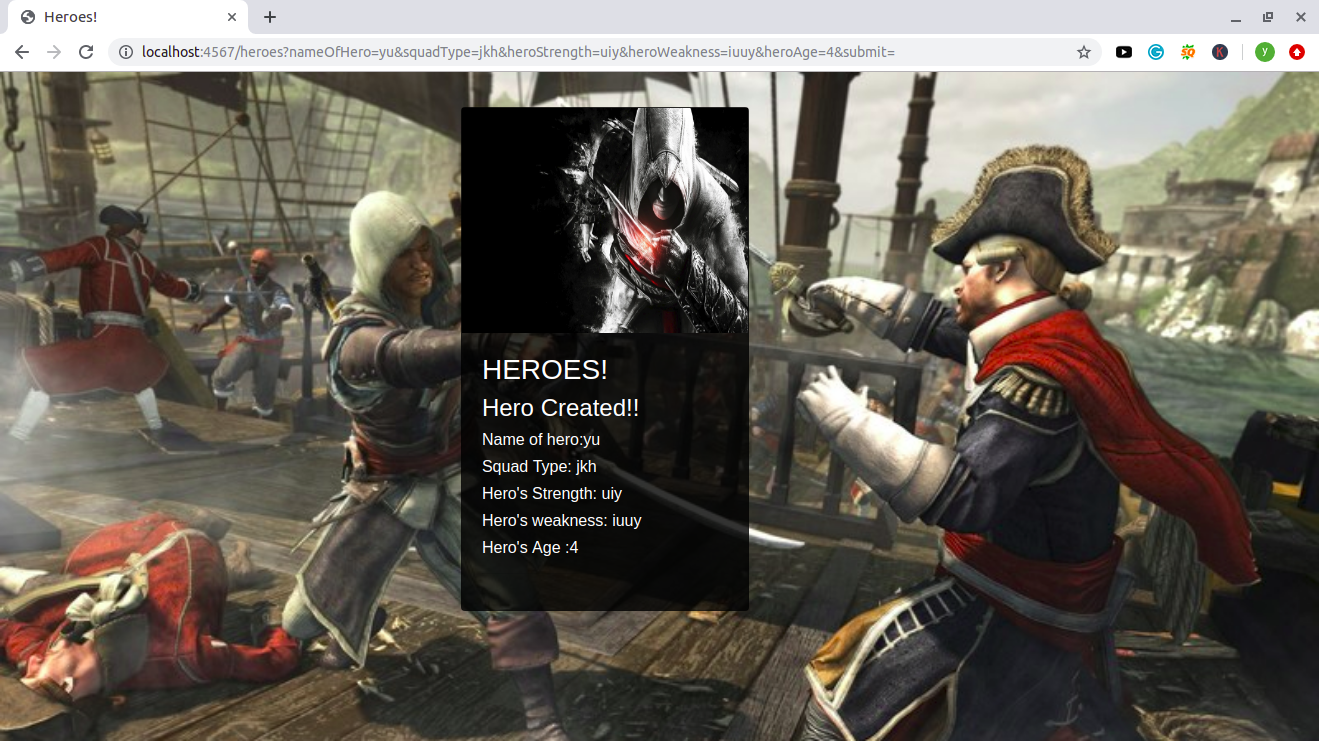 Heroes!
localhost:4567/heroes?nameOfHero=yu&squadType=jkh&heroStrength=uiy&heroWeakness=iuuy&heroAge=4&submit=
SQ
K
y
HEROES!
Hero Created!!
Name of hero:yu
Squad Type: jkh
Hero's Strength: uiy
Hero's weakness: iuuy
Hero's Age :4